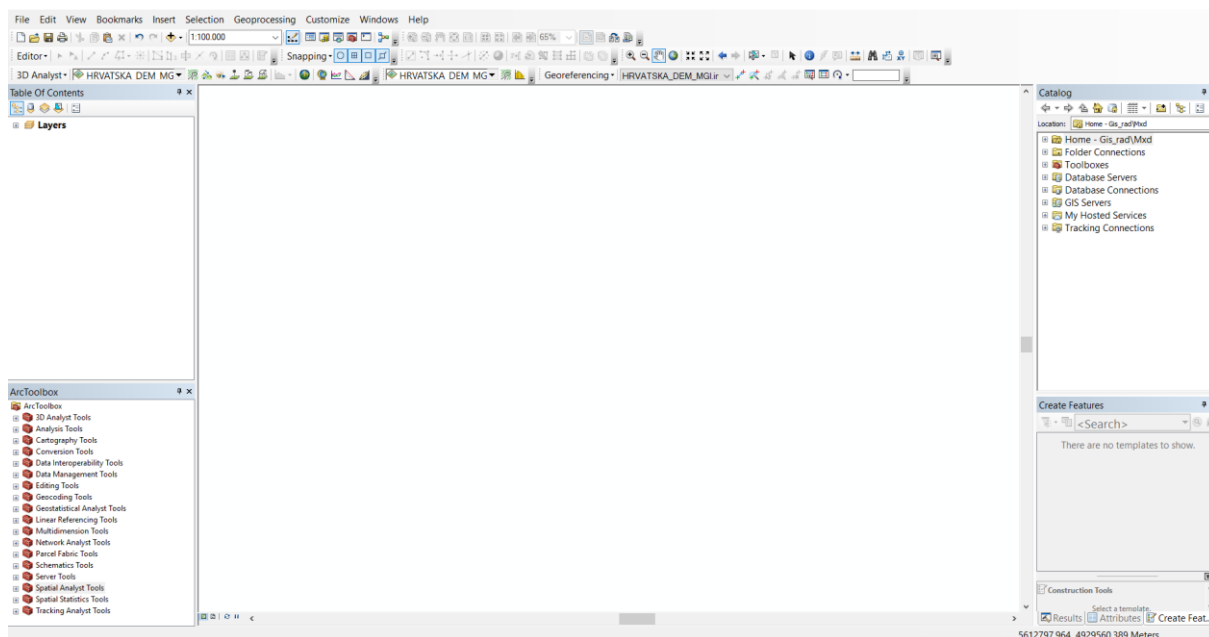 File Edit View Bookmarks Insert Selection Geoprocessing Customize Windows Help
1:100.000 65%
Editor Snapping
3D Analyst HRVATSKA DEM MG HRVATSKA DEM MG Georeferencing HRVATSKA_DEM_MGI.ir
Table Of Contents
Layers
ArcToolbox
ArcToolbox
3D Analyst Tools
Analysis Tools
Cartography Tools
Conversion Tools
Data Interoperability Tools
Data Management Tools
Editing Tools
Geocoding Tools
Geostatistical Analyst Tools
Linear Referencing Tools
Multidimension Tools
Network Analyst Tools
Parcel Fabric Tools
Schematics Tools
Server Tools
Spatial Analyst Tools
Spatial Statistics Tools
Tracking Analyst Tools
Catalog
Location: Home - Gis_rad\Mxd
Home - Gis_rad\Mxd
Folder Connections
Toolboxes
Database Servers
Database Connections
GIS Servers
My Hosted Services
Tracking Connections
Create Features
<Search>
There are no templates to show.
Construction Tools
Select a template.
Results Attributes Create Feat..
5612797,964 4929560,389 Meters